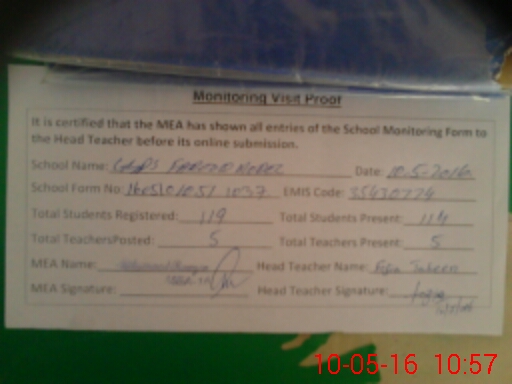 Monitoring Visit Proof
It is certified that the MEA has shown all entries of the School Monitoring Form to
the Head Teacher before its online submission.
School Name: Date: 10-5-2016
School Form No: EMIS Code: 35430774
Total Students Registered: 119 Total Students Present: 114
Total TeachersPosted: 5 Total Teachers Present: 5
MEA Name: Head Teacher Name:
MEA Signature: Head Teacher Signature:
10-05-16 10:57